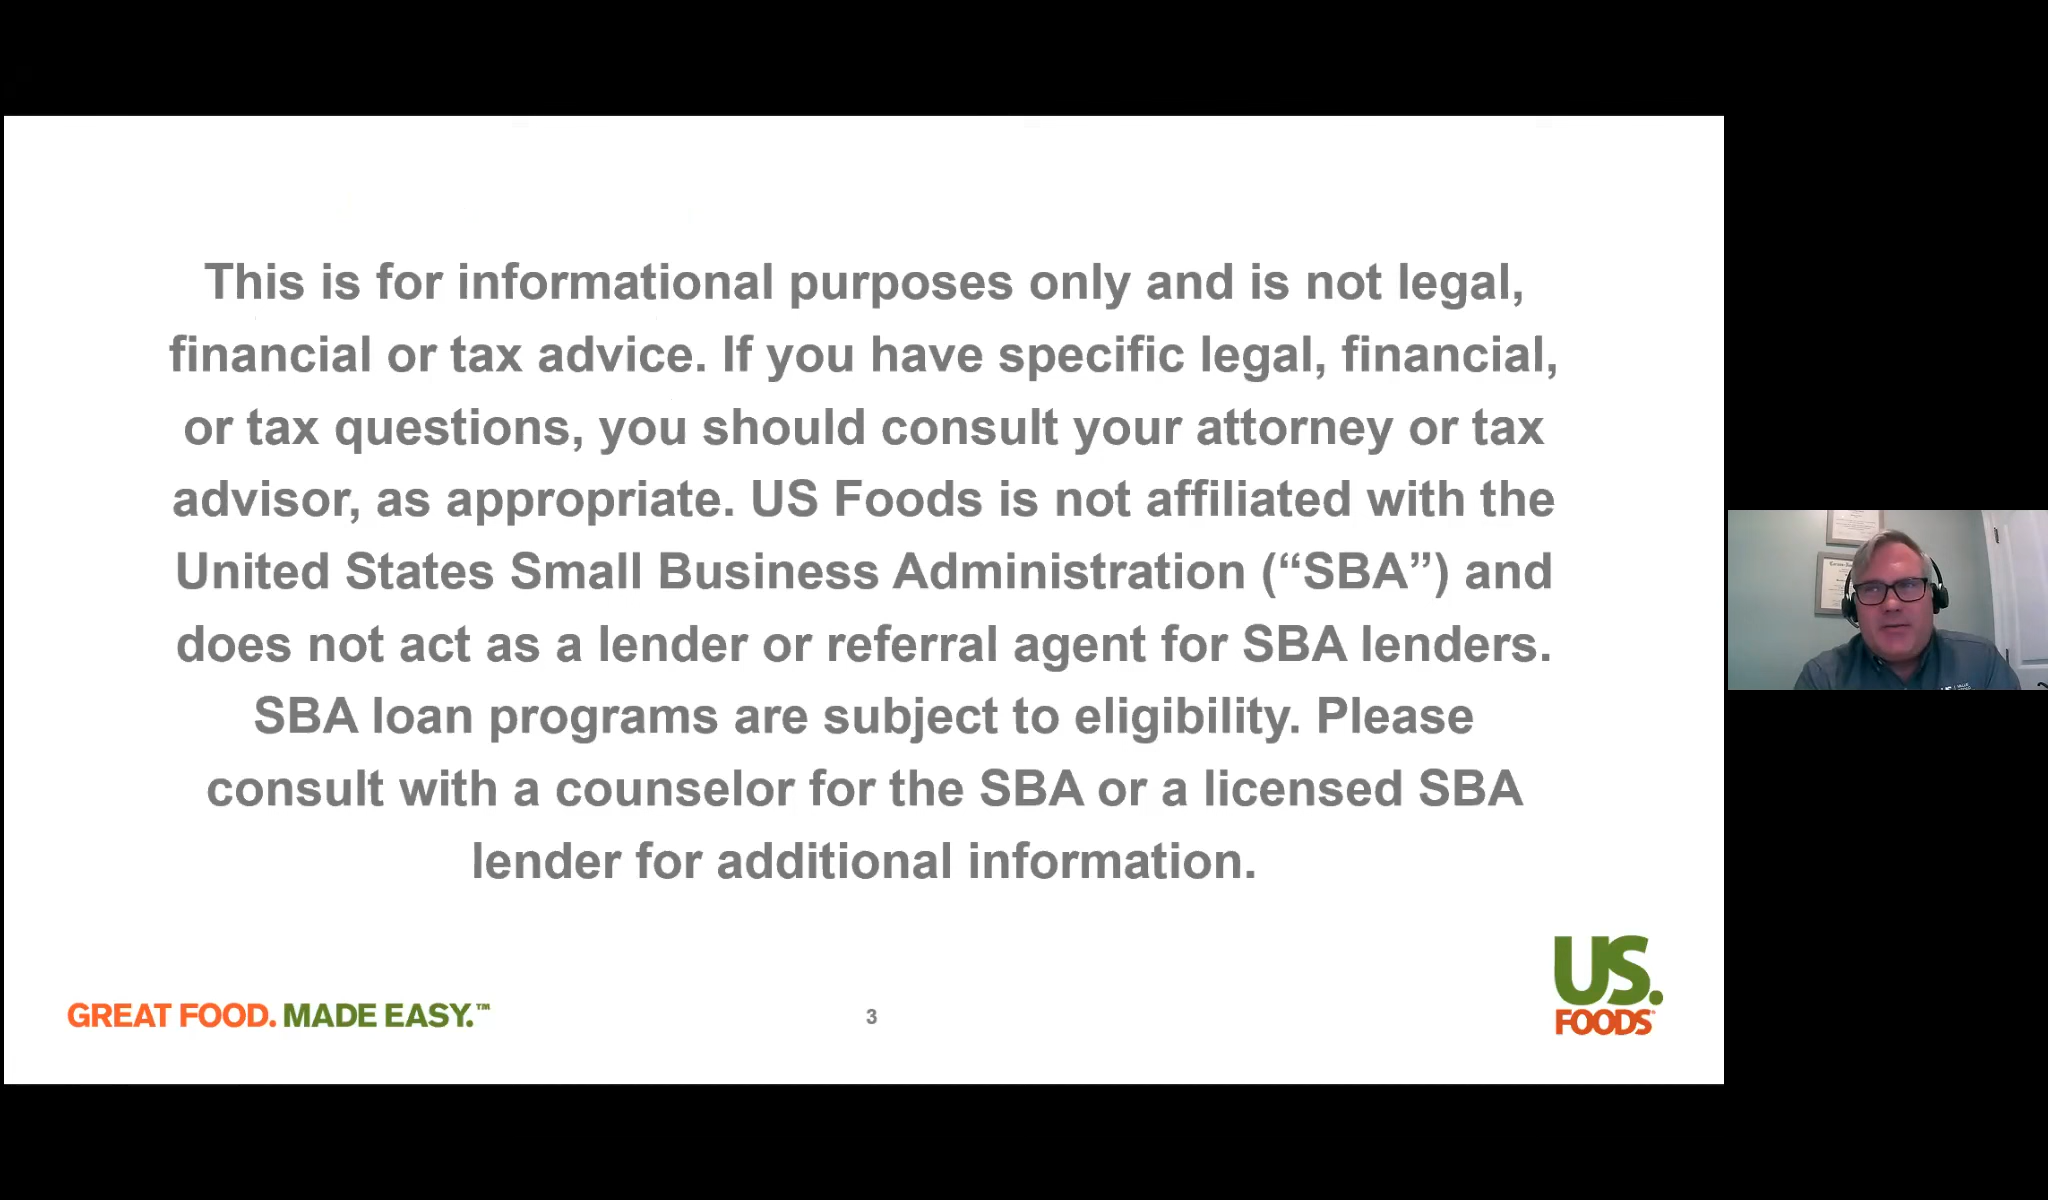 This is for informational purposes only and is not legal,
financial or tax advice. If you have specific legal, financial,
or tax questions, you should consult your attorney or tax
advisor, as appropriate. US Foods is not affiliated with the
United States Small Business Administration (“SBA”) and
does not act as a lender or referral agent for SBA lenders.
SBA loan programs are subject to eligibility. Please
consult with a counselor for the SBA or a licensed SBA
lender for additional information.
GREAT FOOD. MADE EASY.™
3
US.
FOODS®